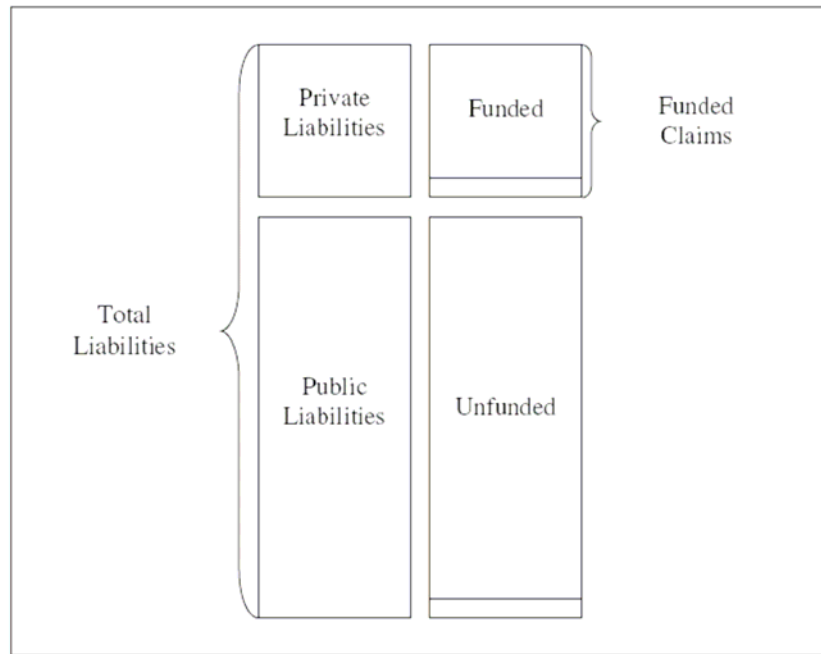 Private
Liabilities
Funded
Funded
Claims
Total
Liabilities
Public
Liabilities
Unfunded